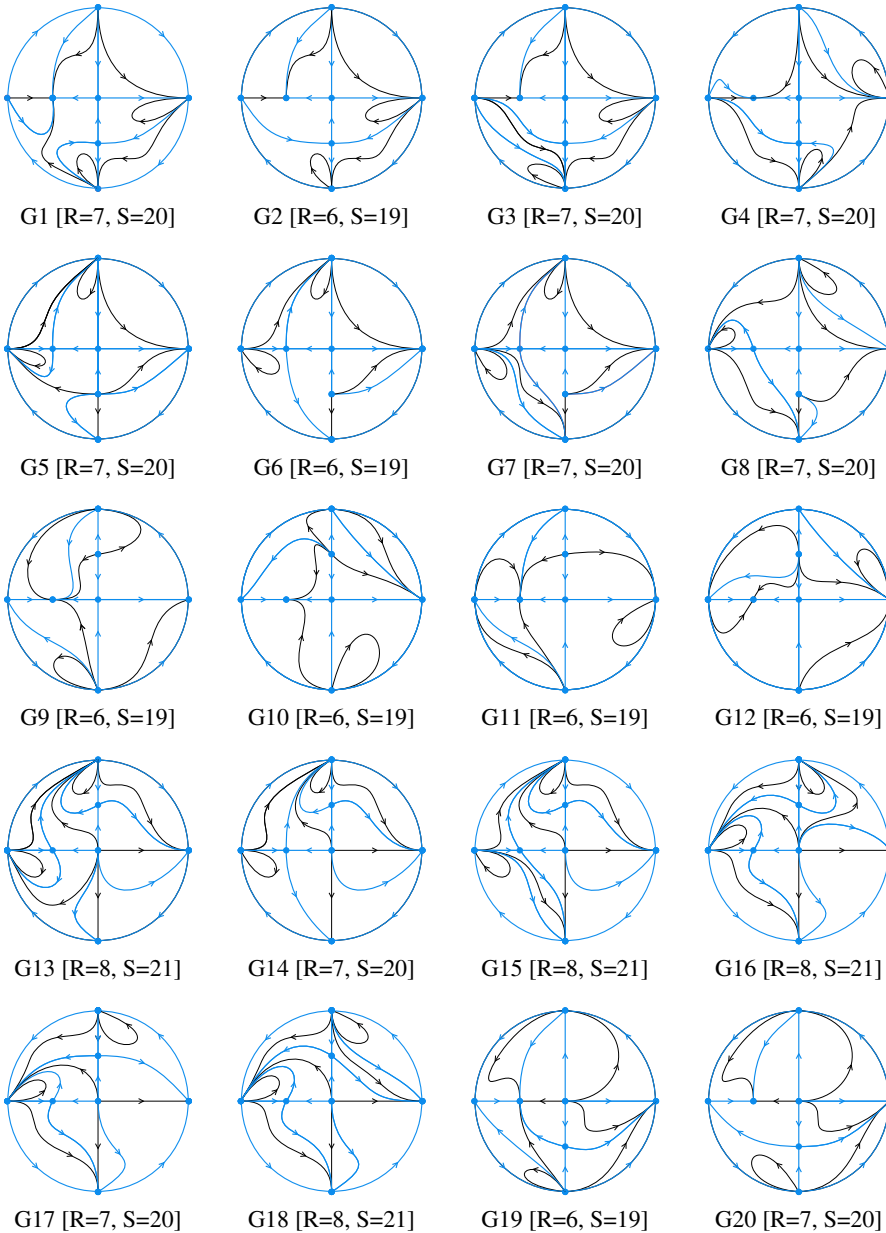 G1 [R=7, S=20] G2 [R=6, S=19] G3 [R=7, S=20] G4 [R=7, S=20]
G5 [R=7, S=20] G6 [R=6, S=19] G7 [R=7, S=20] G8 [R=7, S=20]
G9 [R=6, S=19] G10 [R=6, S=19] G11 [R=6, S=19] G12 [R=6, S=19]
G13 [R=8, S=21] G14 [R=7, S=20] G15 [R=8, S=21] G16 [R=8, S=21]
G17 [R=7, S=20] G18 [R=8, S=21] G19 [R=6, S=19] G20 [R=7, S=20]